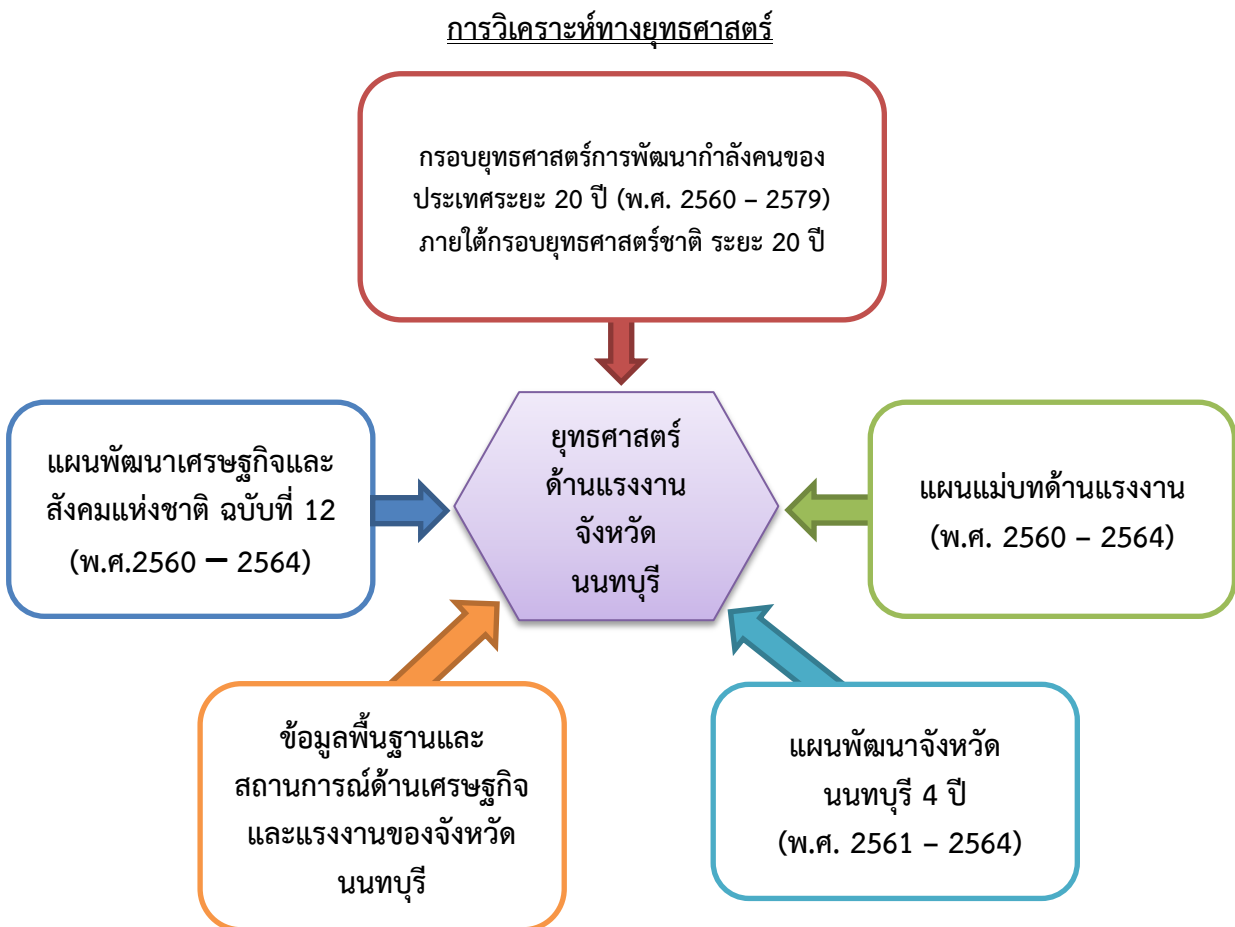 การวิเคราะห์ทางยุทธศาสตร์
กรอบยุทธศาสตร์การพัฒนากำลังคนของ
ประเทศระยะ 20 ปี (พ.ศ. 2560 – 2579)
ภายใต้กรอบยุทธศาสตร์ชาติ ระยะ 20 ปี
แผนพัฒนาเศรษฐกิจและ
สังคมแห่งชาติ ฉบับที่ 12
(พ.ศ.2560 – 2564)
ยุทธศาสตร์
ด้านแรงงาน
จังหวัด
นนทบุรี
แผนแม่บทด้านแรงงาน
(พ.ศ. 2560 – 2564)
ข้อมูลพื้นฐานและ
สถานการณ์ด้านเศรษฐกิจ
และแรงงานของจังหวัด
นนทบุรี
แผนพัฒนาจังหวัด
นนทบุรี 4 ปี
(พ.ศ. 2561 – 2564)